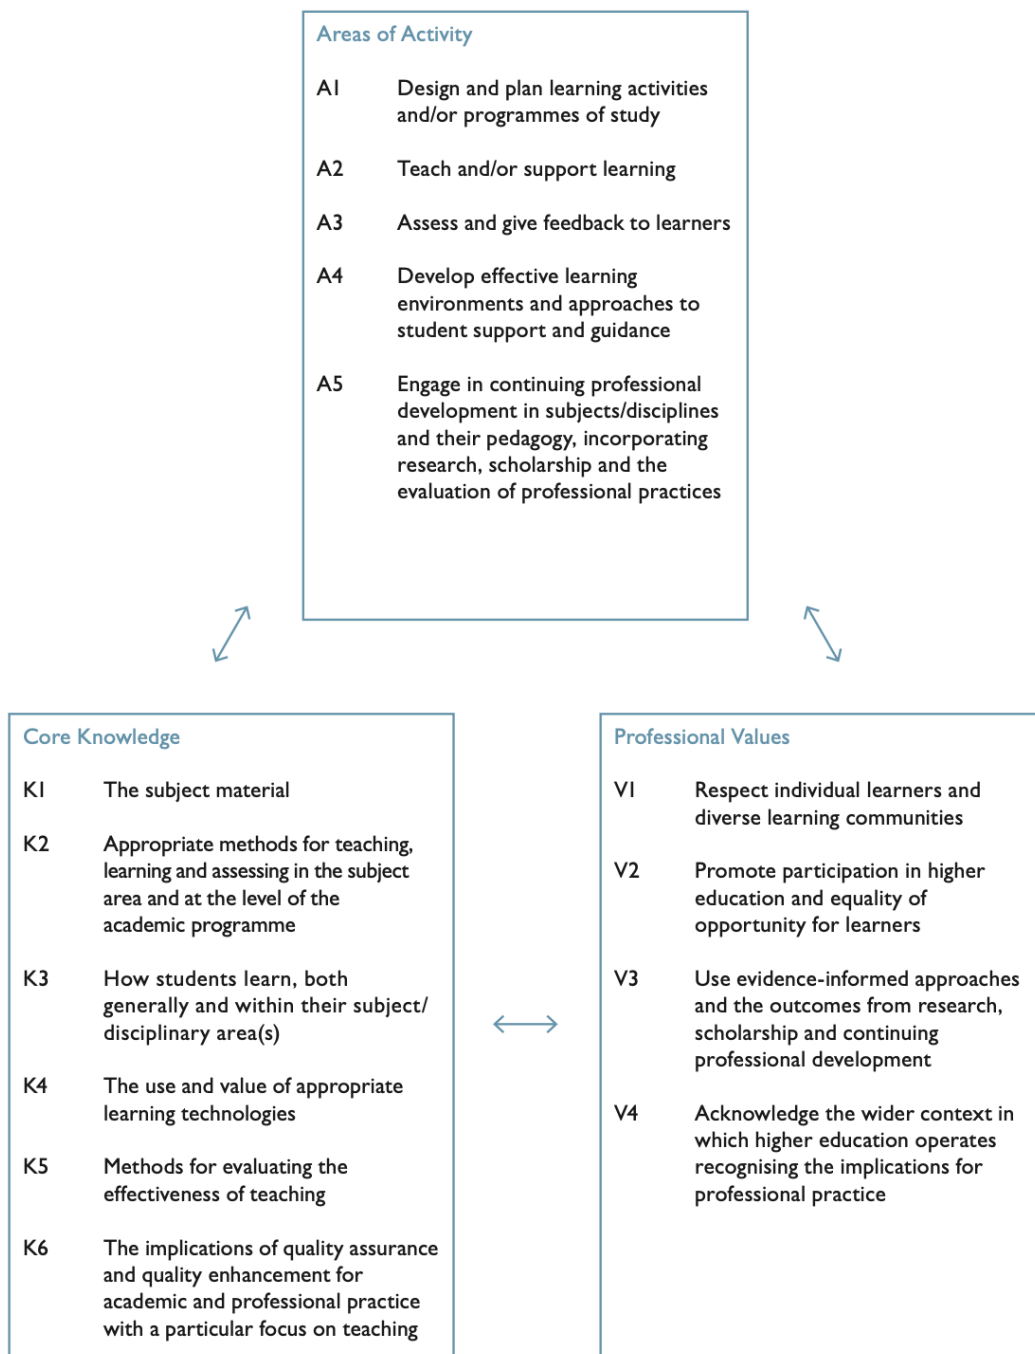 Areas of Activity
A1 Design and plan learning activities
and/or programmes of study
A2 Teach and/or support learning
A3 Assess and give feedback to learners
A4 Develop effective learning
environments and approaches to
student support and guidance
A5 Engage in continuing professional
development in subjects/disciplines
and their pedagogy, incorporating
research, scholarship and the
evaluation of professional practices
Core Knowledge
K1 The subject material
K2 Appropriate methods for teaching,
learning and assessing in the subject
area and at the level of the
academic programme
K3 How students learn, both
generally and within their subject/
disciplinary area(s)
K4 The use and value of appropriate
learning technologies
K5 Methods for evaluating the
effectiveness of teaching
K6 The implications of quality assurance
and quality enhancement for
academic and professional practice
with a particular focus on teaching
Professional Values
V1 Respect individual learners and
diverse learning communities
V2 Promote participation in higher
education and equality of
opportunity for learners
V3 Use evidence-informed approaches
and the outcomes from research,
scholarship and continuing
professional development
V4 Acknowledge the wider context in
which higher education operates
recognising the implications for
professional practice